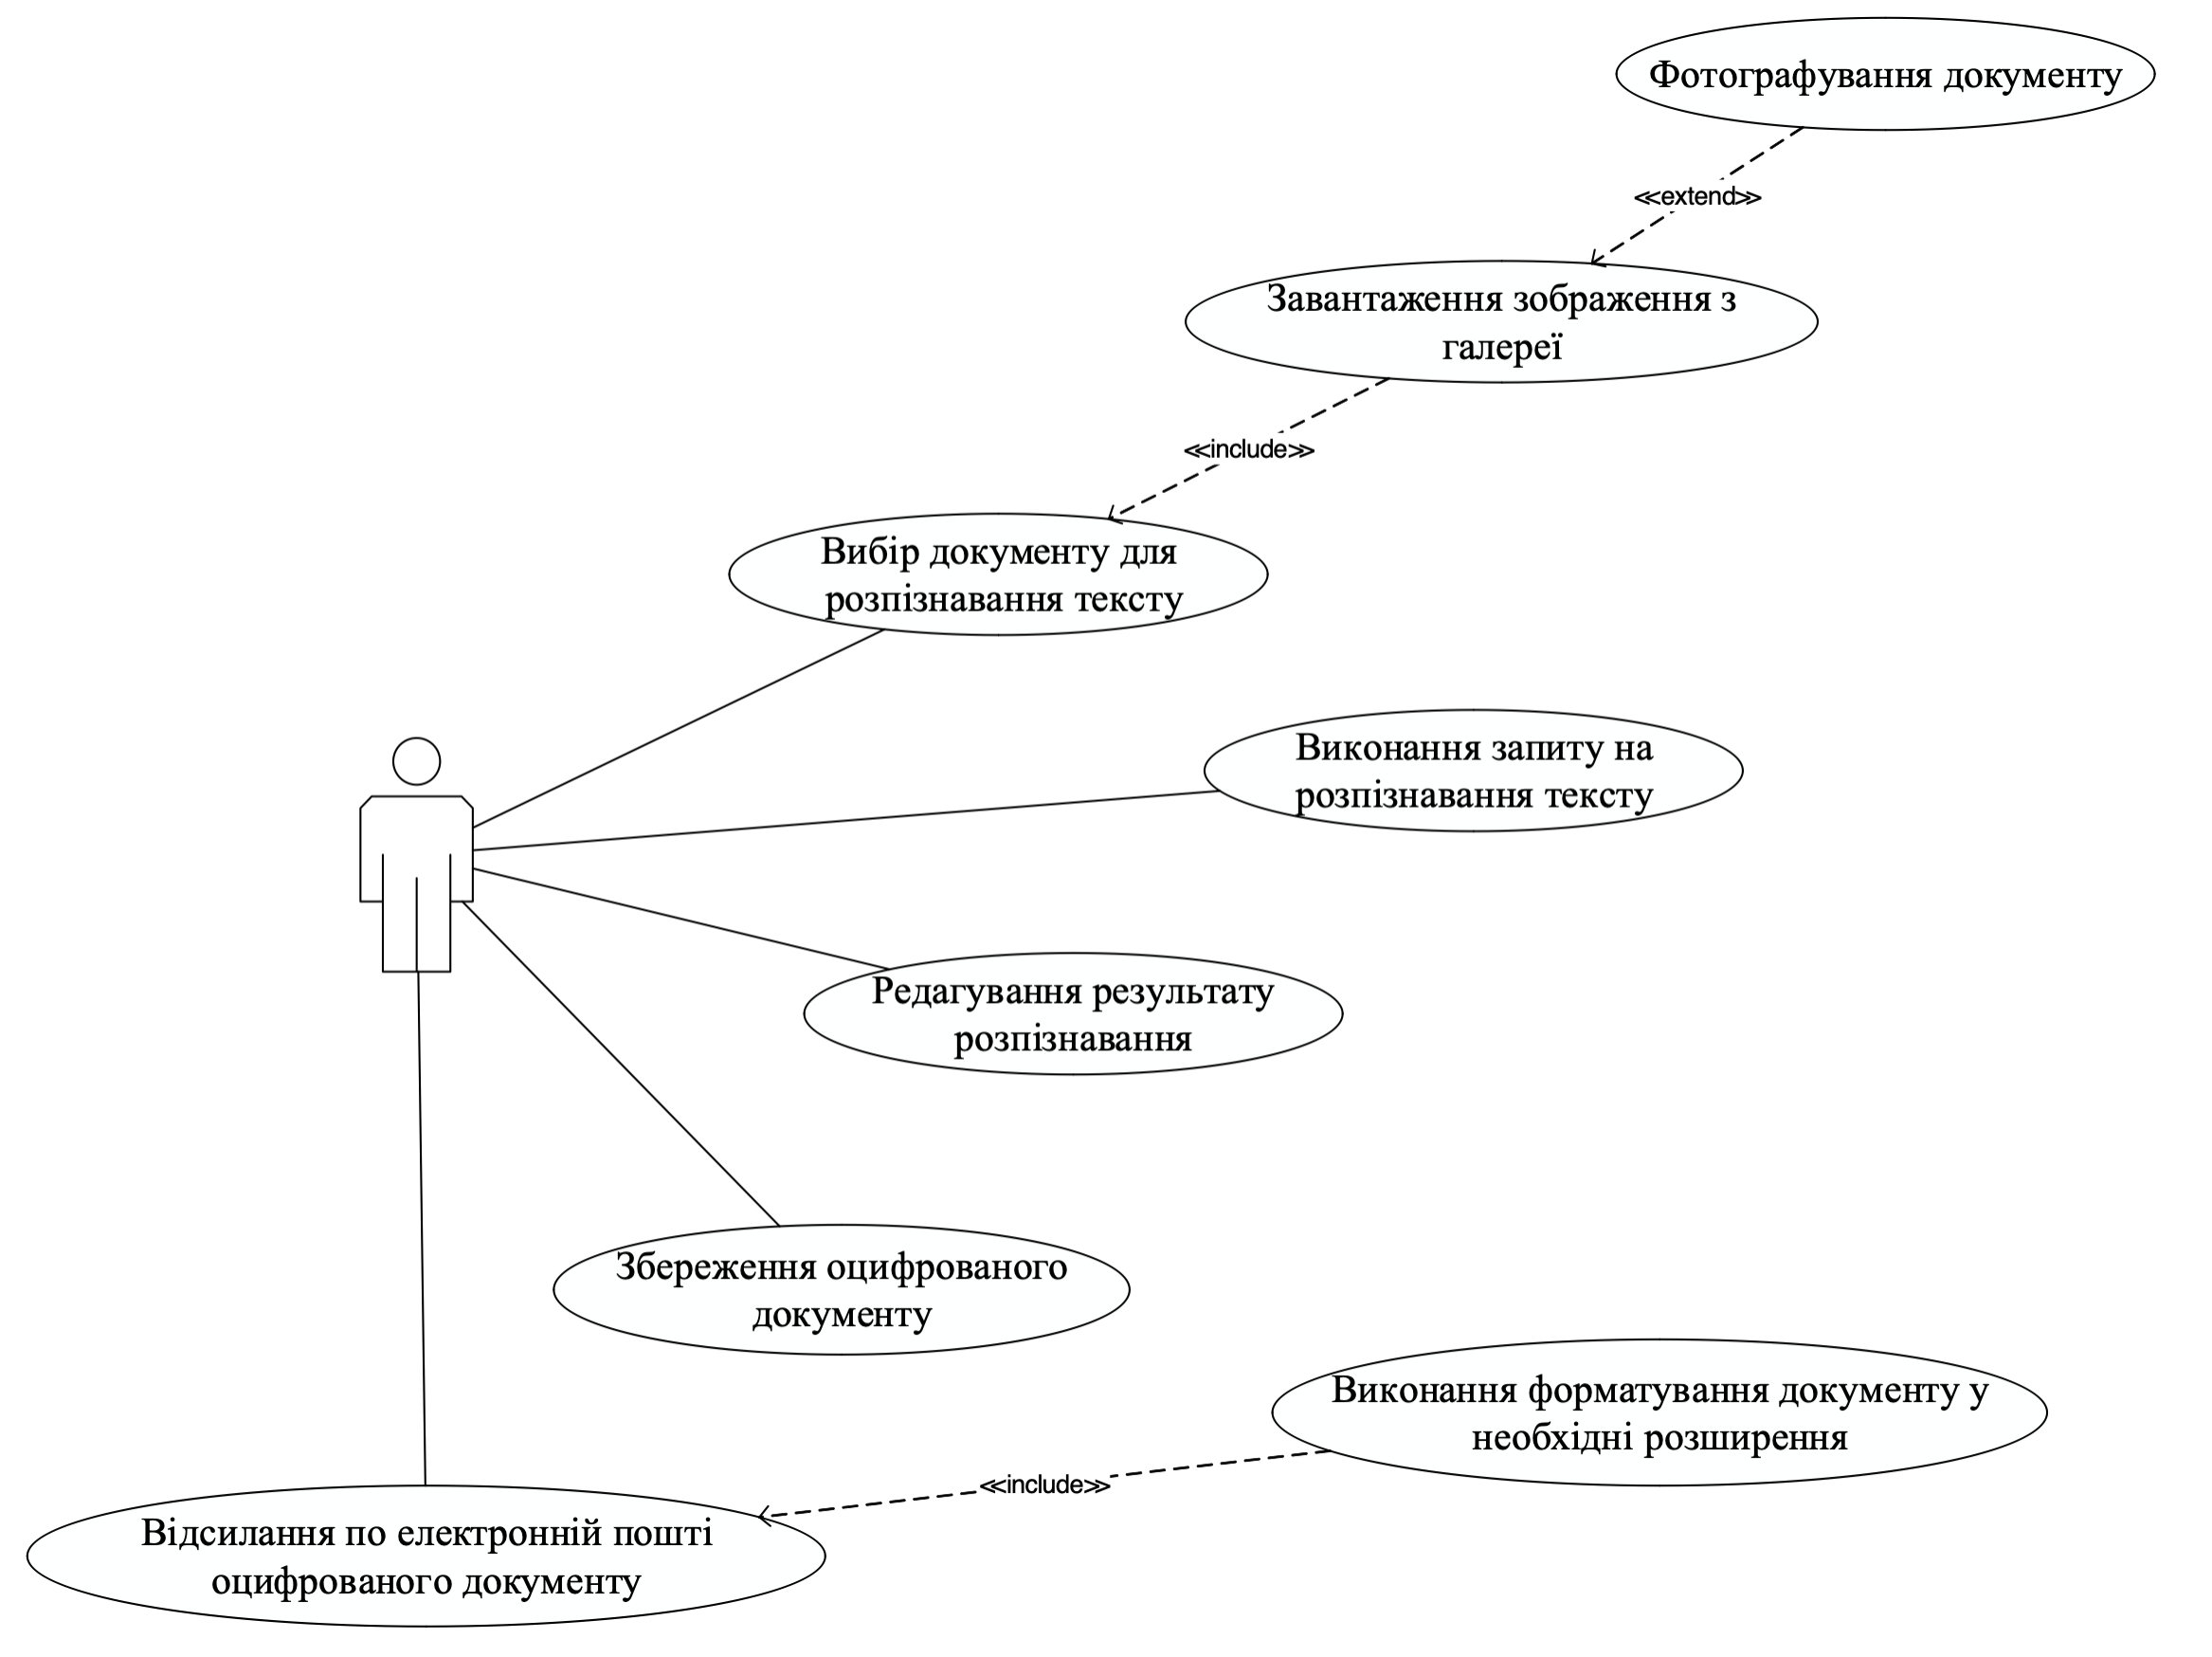 Фотографування документу
<<extend>>
Завантаження зображення з
галереї
<<include>>
Вибір документу для
розпізнавання тексту
Виконання запиту на
розпізнавання тексту
Редагування результату
розпізнавання
Збереження оцифрованого
документу
Виконання форматування документу у
необхідні розширення
<<include>>
Відсилання по електронній пошті
оцифрованого документу